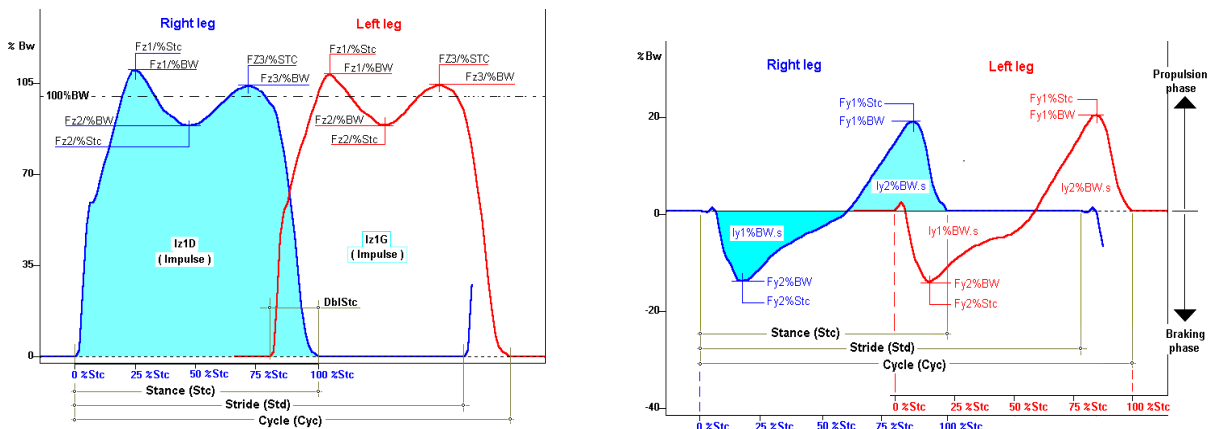 Right leg
Left leg
% Bw
Fz1/%Stc
Fz1/%BW
FZ3/%STC
Fz3/%BW
Fz1/%Stc
Fz1/%BW
FZ3/%STC
Fz3/%BW
105
100%BW
Fz2/%BW
Fz2/%Stc
Fz2/%BW
Fz2/%Stc
70
35
0
Iz1D
( Impulse )
Iz1G
( Impulse )
DblStc
0 %Stc
25 %Stc
50 %Stc
75 %Stc
100 %Stc
Stance (Stc)
Stride (Std)
Cycle (Cyc)
%Bw
Right leg
Left leg
Propulsion
phase
20
Fy1%Stc
Fy1%BW
Fy1%Stc
Fy1%BW
Iy2%BW.s
Iy2%BW.s
0
Iy1%BW.s
Iy1%BW.s
Fy2%BW
Fy2%Stc
Fy2%BW
Fy2%Stc
-20
Stance (Stc)
Stride (Std)
Cycle (Cyc)
Braking
phase
-40
0 %Stc
25 %Stc
50 %Stc
75 %Stc
100 %Stc
0 %Stc
25 %Stc
50 %Stc
75 %Stc
100 %Stc